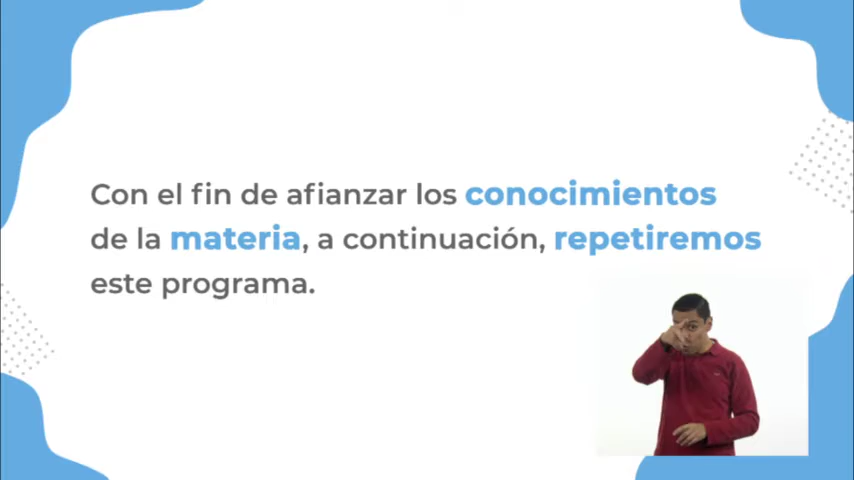 Con el fin de afianzar los conocimientos
de la materia, a continuación, repetiremos
este programa.